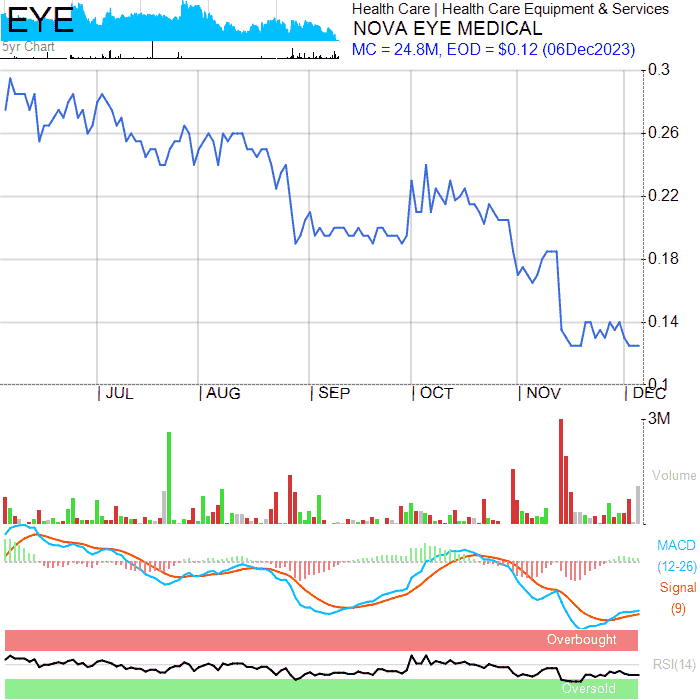 EYE
5yr Chart
Health Care | Health Care Equipment & Services
NOVA EYE MEDICAL
MC = 24.8M, EOD = $0.12 (06Dec2023)
0.3
0.26
0.22
0.18
0.14
0.1
JUL
AUG
SEP
OCT
NOV
DEC
3M
Volume
MACD
(12-26)
Signal
(9)
Overbought
RSI(14)
Oversold